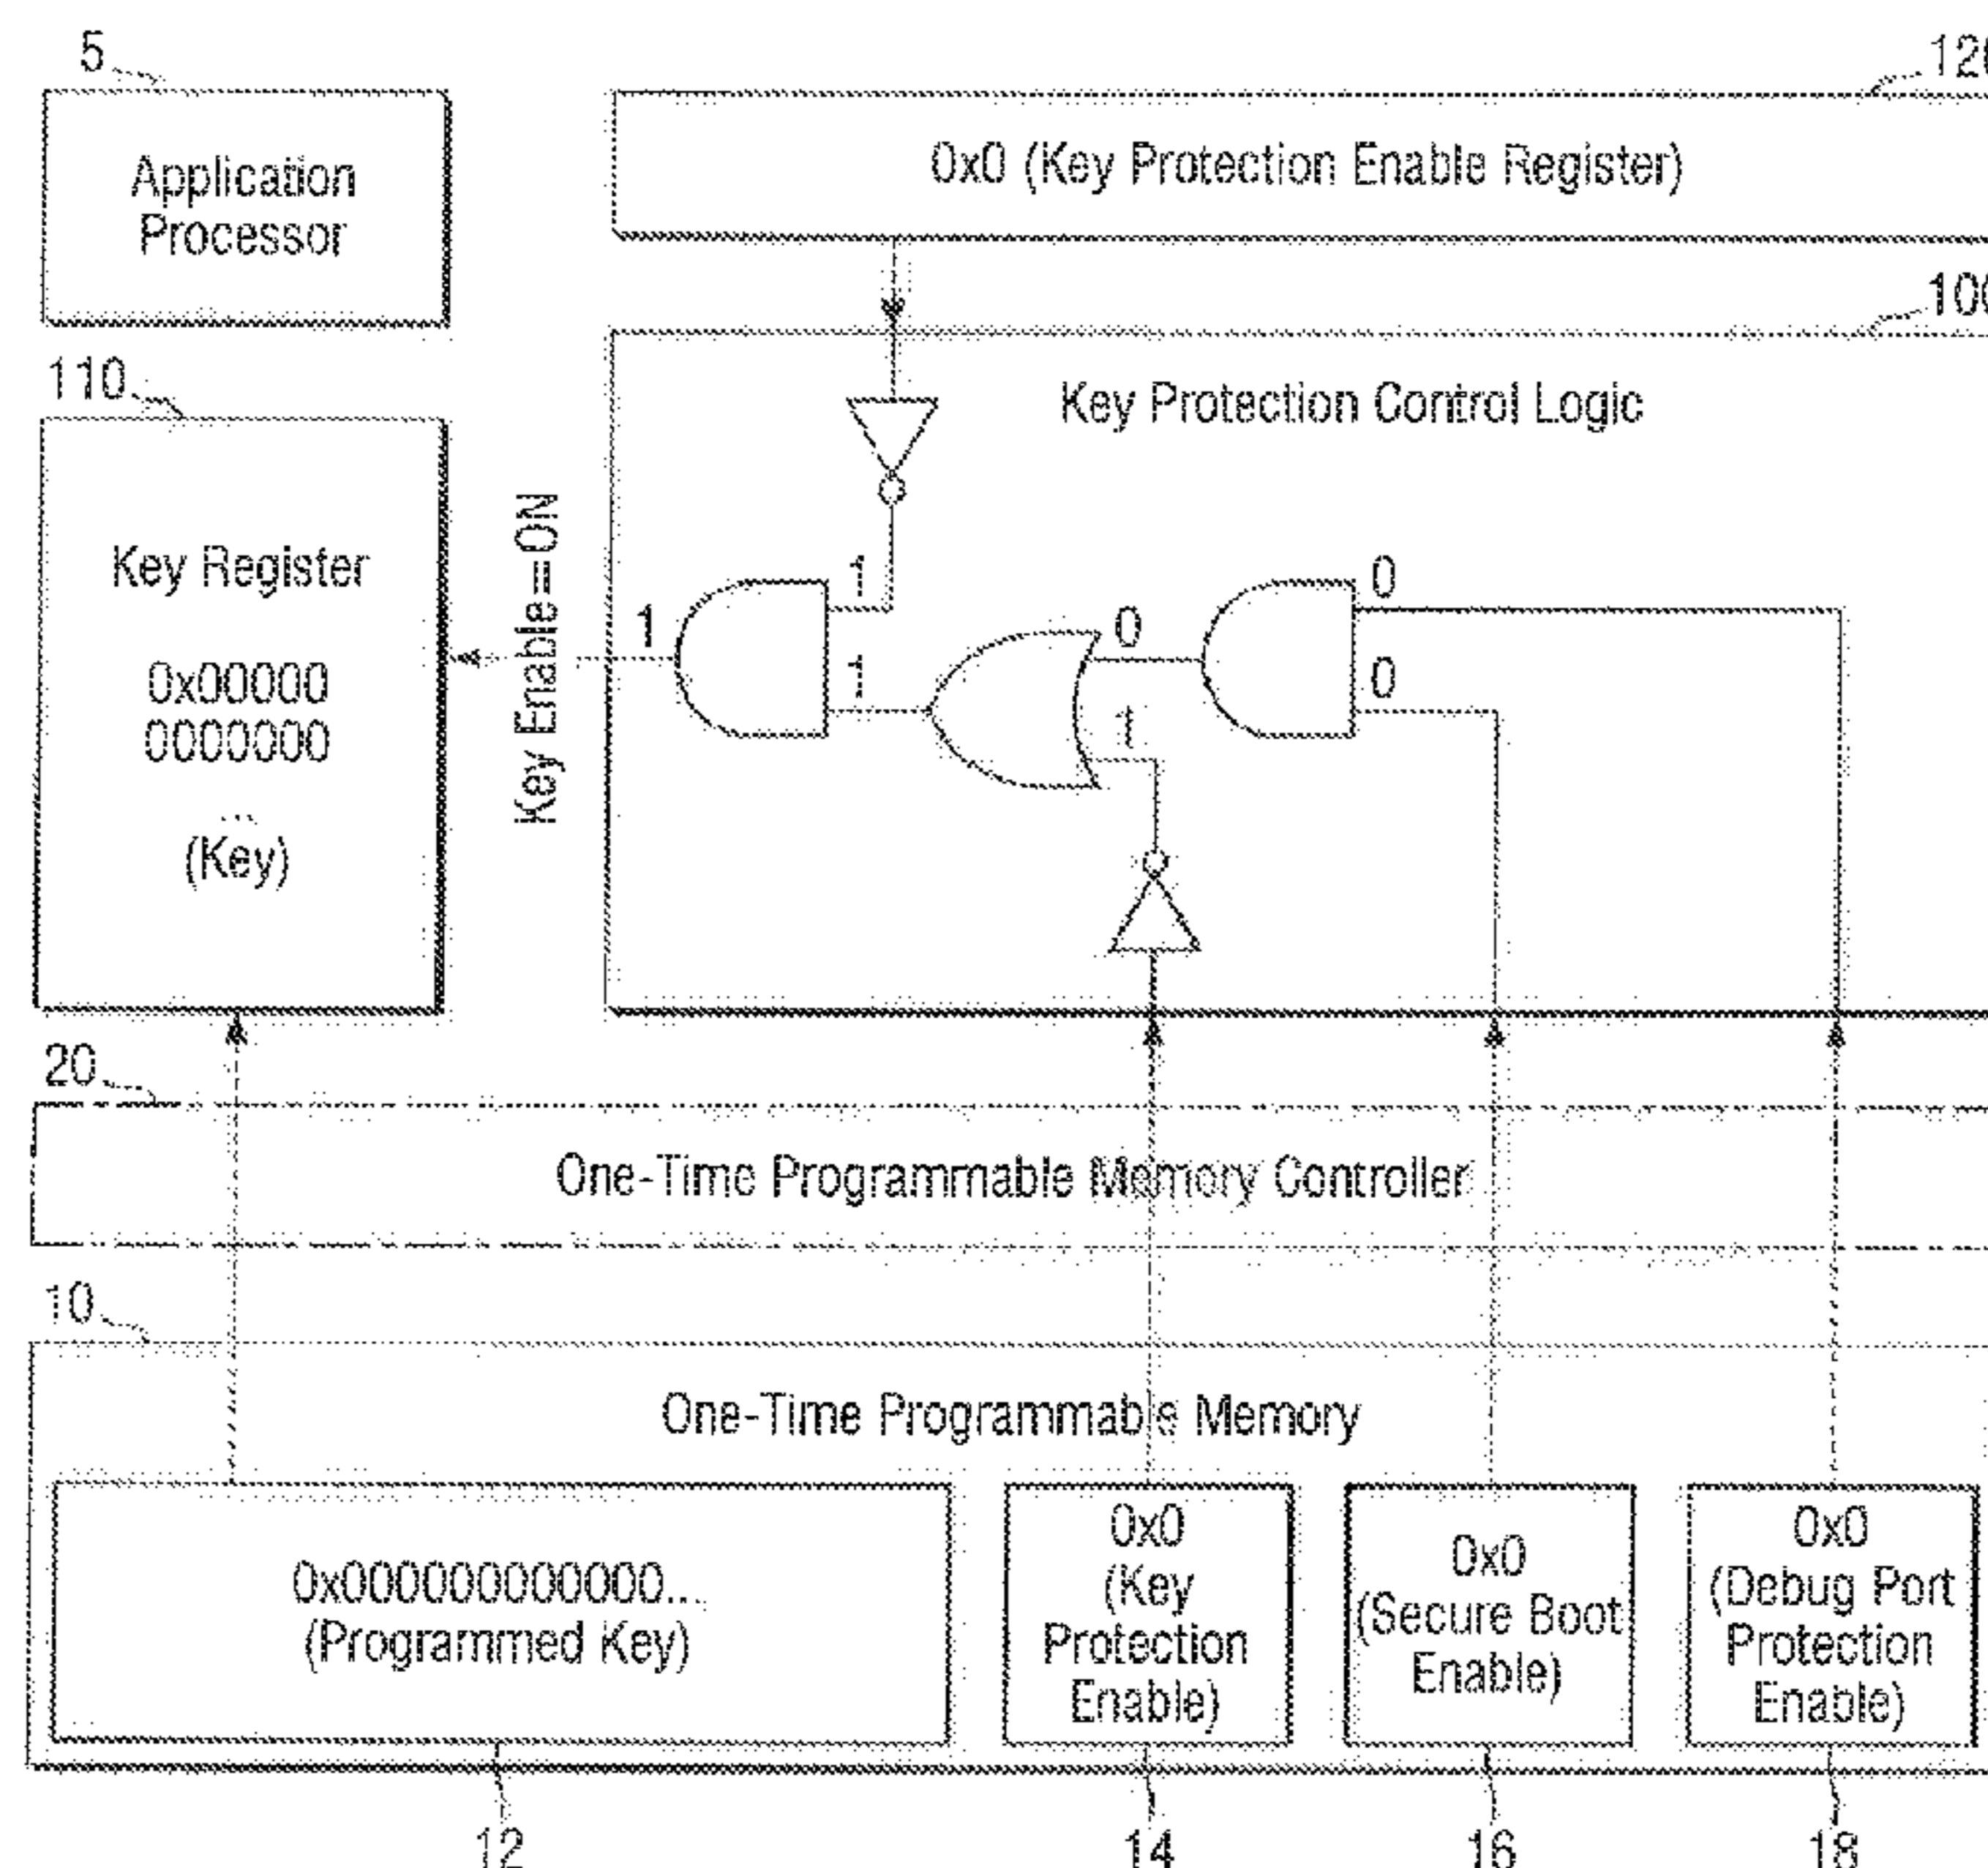 5
Application
Processor
120
0x0 (Key Protection Enable Register)
100
Key Protection Control Logic
110
Key Register
0x00000
0000000
...
(Key)
Key Enable=ON
1
1
1
0
1
0
0
20
One-Time Programmable Memory Controller
10
One-Time Programmable Memory
0x0000000000000...
(Programmed Key)
0x0
(Key
Protection
Enable)
0x0
(Secure Boot
Enable)
0x0
(Debug Port
Protection
Enable)
12
14
16
18